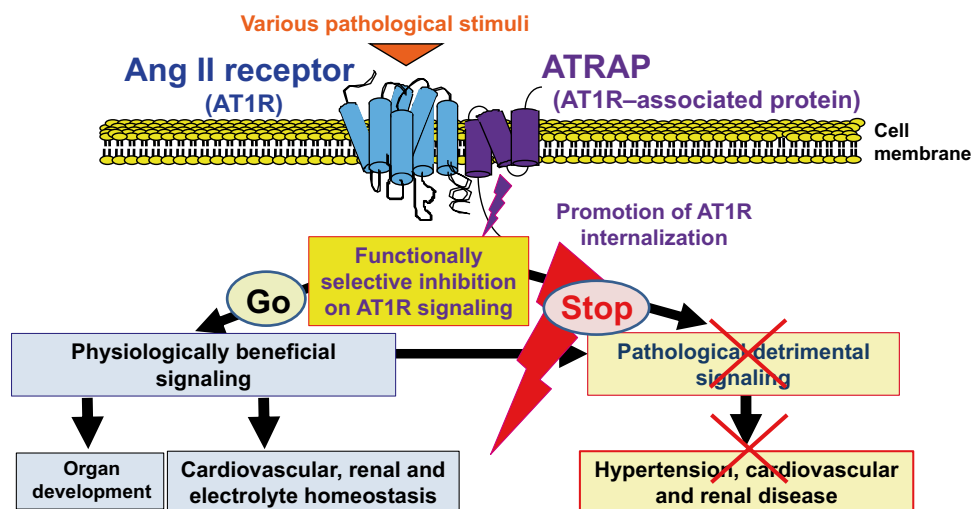 Various pathological stimuli
Ang II receptor
(AT1R)
ATRAP
(AT1R–associated protein)
Cell
membrane
Promotion of AT1R
internalization
Functionally
selective inhibition
on AT1R signaling
Go
Stop
Physiologically beneficial
signaling
Pathological detrimental
signaling
Organ
development
Cardiovascular, renal and
electrolyte homeostasis
Hypertension, cardiovascular
and renal disease